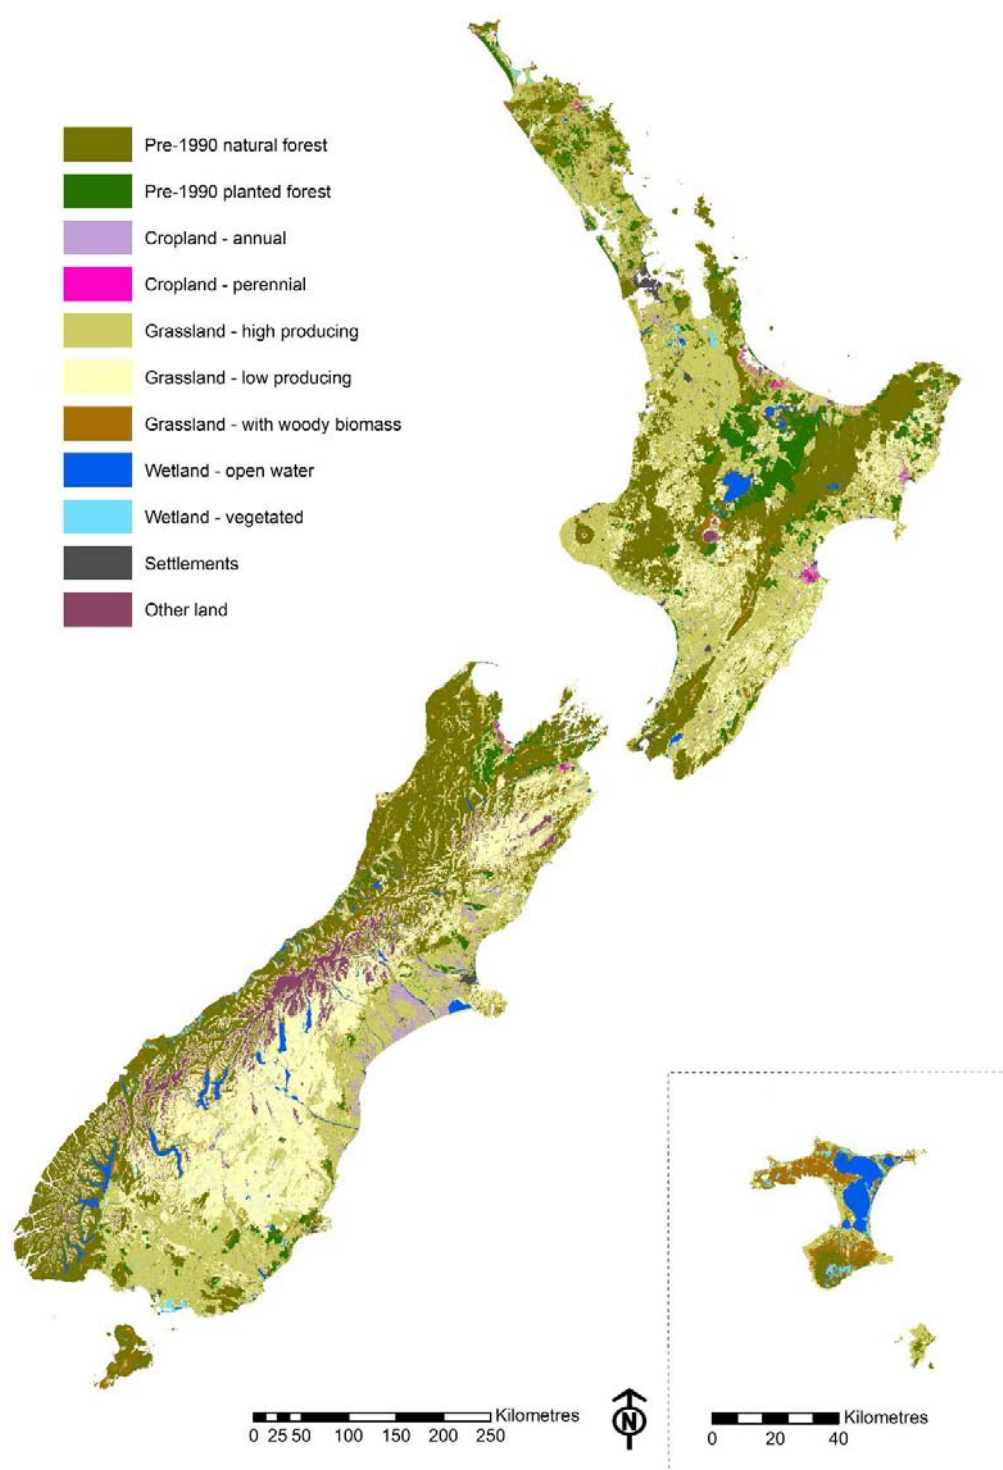 Pre-1990 natural forest
Pre-1990 planted forest
Cropland - annual
Cropland - perennial
Grassland - high producing
Grassland - low producing
Grassland - with woody biomass
Wetland - open water
Wetland - vegetated
Settlements
Other land
Kilometres
0 25 50 100 150 200 250
N
Kilometres
0 20 40